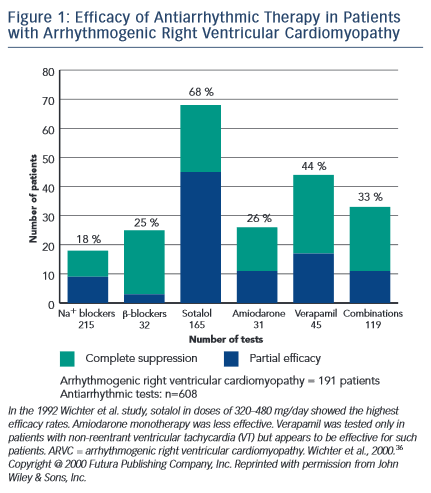 Figure 1: Efficacy of Antiarrhythmic Therapy in Patients
with Arrhythmogenic Right Ventricular Cardiomyopathy
80
70
60
50
40
30
20
10
0
Number of patients
18 %
25 %
68 %
26 %
44 %
33 %
Na+ blockers β-blockers Sotalol Amiodarone Verapamil Combinations
215 32 165 31 45 119
Number of tests
Complete suppression Partial efficacy
Arrhythmogenic right ventricular cardiomyopathy = 191 patients
Antiarrhythmic tests: n=608
In the 1992 Wichter et al. study, sotalol in doses of 320-480 mg/day showed the highest
efficacy rates. Amiodarone monotherapy was less effective. Verapamil was tested only in
patients with non-reentrant ventricular tachycardia (VT) but appears to be effective for such
patients. ARVC = arrhythmogenic right ventricular cardiomyopathy. Wichter et al., 2000.36
Copyright @ 2000 Futura Publishing Company, Inc. Reprinted with permission from John
Wiley & Sons, Inc.